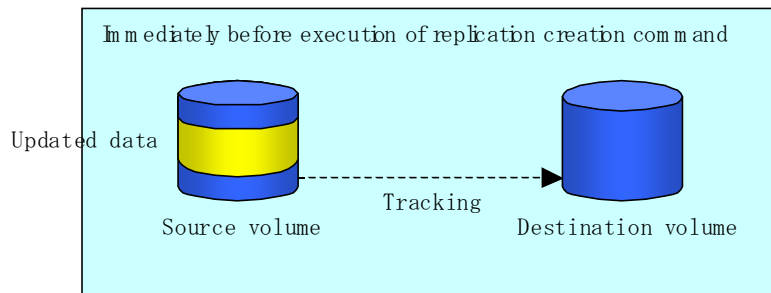 Immediately before execution of replication creation command
Updated data
Tracking
Source volume
Destination volume